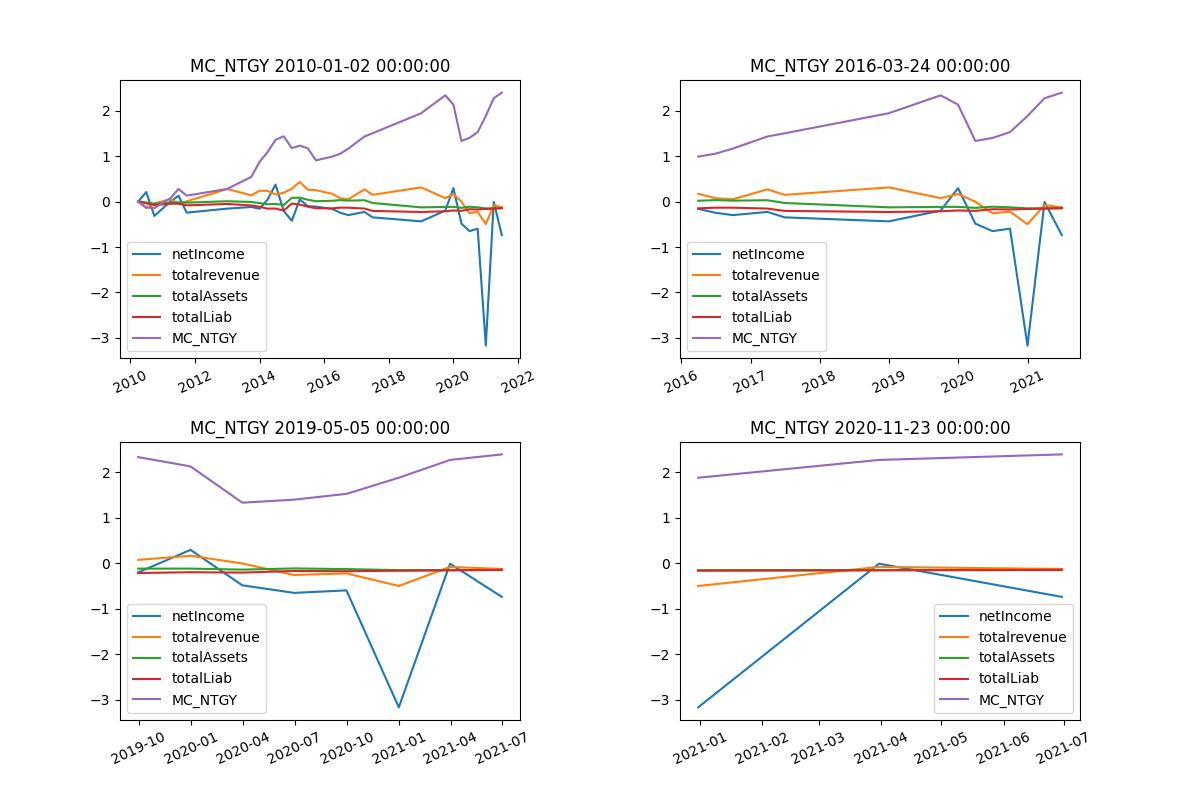 MC_NTGY 2010-01-02 00:00:00
2
1
0
−1
−2
−3
netIncome
totalrevenue
totalAssets
totalLiab
MC_NTGY
2010 2012 2014 2016 2018 2020 2022
MC_NTGY 2016-03-24 00:00:00
2
1
0
−1
−2
−3
netIncome
totalrevenue
totalAssets
totalLiab
MC_NTGY
2016 2017 2018 2019 2020 2021
MC_NTGY 2019-05-05 00:00:00
2
1
0
−1
−2
−3
netIncome
totalrevenue
totalAssets
totalLiab
MC_NTGY
2019-10 2020-01 2020-04 2020-07 2020-10 2021-01 2021-04 2021-07
MC_NTGY 2020-11-23 00:00:00
2
1
0
−1
−2
−3
netIncome
totalrevenue
totalAssets
totalLiab
MC_NTGY
2021-01 2021-02 2021-03 2021-04 2021-05 2021-06 2021-07